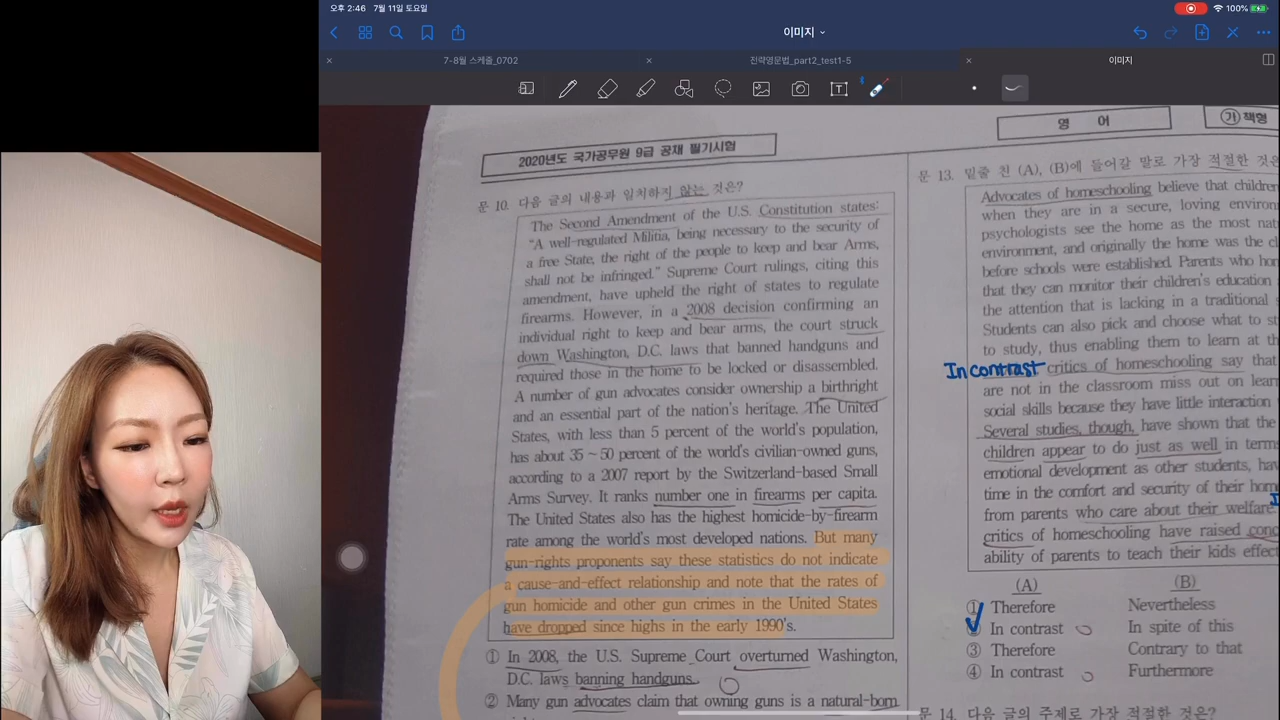 오후 2:46 7월 11일 토요일
100%
이미지
7-8월 스케줄_0702
전략영문법_part2_test1-5
이미지
2020년도 국가공무원 9급 공채 필기시험
영 어
㉮ 책형
문 10. 다음 글의 내용과 일치하지 않는 것은?
The Second Amendment of the U.S. Constitution states:
“A well-regulated Militia, being necessary to the security of
a free State, the right of the people to keep and bear Arms,
shall not be infringed.” Supreme Court rulings, citing this
amendment, have upheld the right of states to regulate
firearms. However, in a 2008 decision confirming an
individual right to keep and bear arms, the court struck
down Washington, D.C. laws that banned handguns and
required those in the home to be locked or disassembled.
A number of gun advocates consider ownership a birthright
and an essential part of the nation's heritage. The United
States, with less than 5 percent of the world's population,
has about 35 ~ 50 percent of the world's civilian-owned guns,
according to a 2007 report by the Switzerland-based Small
Arms Survey. It ranks number one in firearms per capita.
The United States also has the highest homicide-by-firearm
rate among the world's most developed nations. But many
gun-rights proponents say these statistics do not indicate
a cause-and-effect relationship and note that the rates of
gun homicide and other gun crimes in the United States
have dropped since highs in the early 1990's.
① In 2008, the U.S. Supreme Court overturned Washington,
D.C. laws banning handguns.
② Many gun advocates claim that owning guns is a natural-born
문 13. 밑줄 친 (A), (B)에 들어갈 말로 가장 적절한 것은
Advocates of homeschooling believe that children
when they are in a secure, loving environ
psychologists see the home as the most nat
environment, and originally the home was the cl
before schools were established. Parents who hom
that they can monitor their children's education
the attention that is lacking in a traditional
Students can also pick and choose what to st
to study, thus enabling them to learn at th
In contrast critics of homeschooling say that
are not in the classroom miss out on learn
social skills because they have little interaction
Several studies, though, have shown that the
children appear to do just as well in terms
emotional development as other students, hav
time in the comfort and security of their hom
from parents who care about their welfare.
critics of homeschooling have raised conc
ability of parents to teach their kids effect
(A) (B)
① Therefore Nevertheless
② In contrast In spite of this
③ Therefore Contrary to that
④ In contrast Furthermore
문 14. 다음 글의 주제로 가장 적절한 것은?